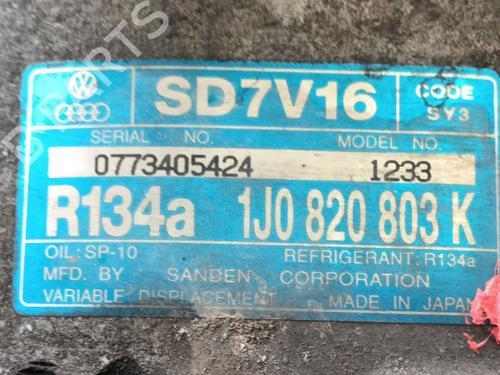 SD7V16
CODE
SY3
SERIAL NO. MODEL NO.
0773405424 1233
R134a 1J0 820 803 K
OIL: SP-10 REFRIGERANT: R134a
MFD. BY SANDEN CORPORATION
VARIABLE DISPLACEMENT MADE IN JAPAN